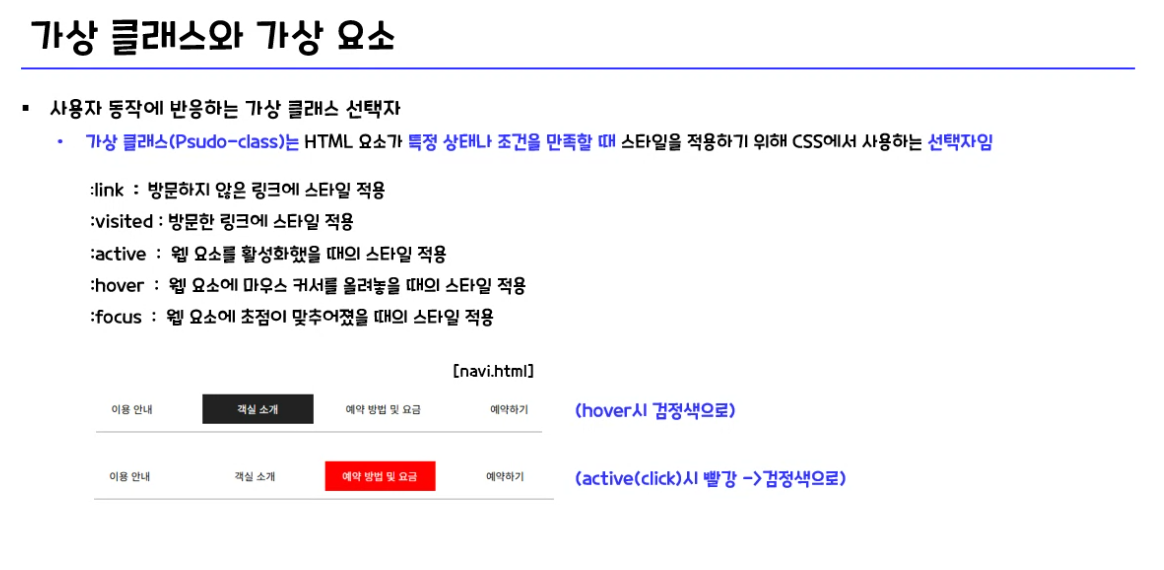 가상 클래스와 가상 요소
▪ 사용자 동작에 반응하는 가상 클래스 선택자
• 가상 클래스(Psudo-class)는 HTML 요소가 특정 상태나 조건을 만족할 때 스타일을 적용하기 위해 CSS에서 사용하는 선택자임
:link : 방문하지 않은 링크에 스타일 적용
:visited : 방문한 링크에 스타일 적용
:active : 웹 요소를 활성화했을 때의 스타일 적용
:hover : 웹 요소에 마우스 커서를 올려놓을 때의 스타일 적용
:focus : 웹 요소에 초점이 맞추어졌을 때의 스타일 적용
[navi.html]
이용 안내 객실 소개 예약 방법 및 요금 예약하기 (hover시 검정색으로)
이용 안내 객실 소개 예약 방법 및 요금 예약하기 (active(click)시 빨강 ->검정색으로)